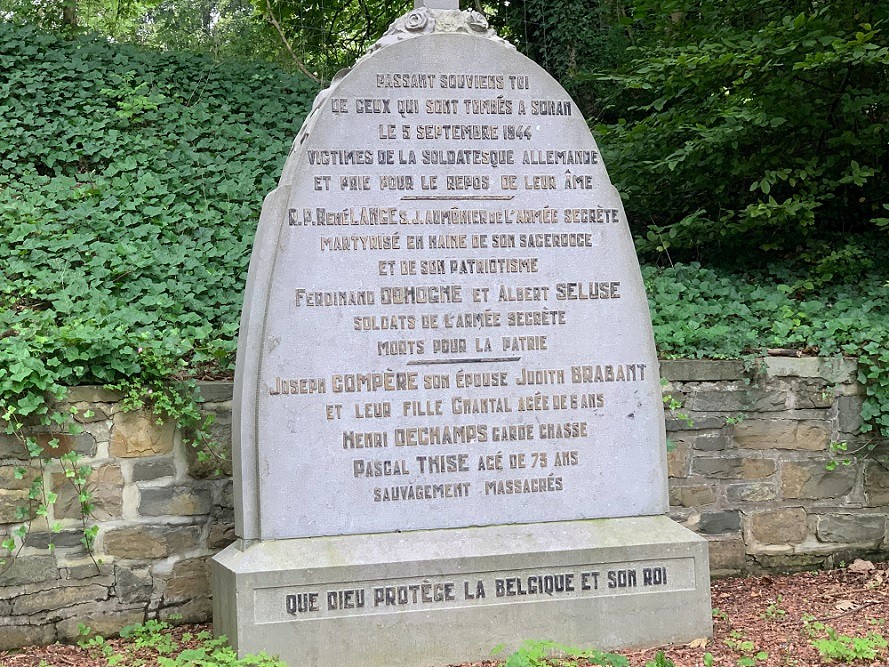 PASSANT SOUVIENS TOI
DE CEUX QUI SONT TOMBÉS A SORAN
LE 5 SEPTEMBRE 1944
VICTIMES DE LA SOLDATESQUE ALLEMANDE
ET PRIE POUR LE REPOS DE LEUR ÂME
R.P. RENÉ LANGE S.J. AUMÔNIER DE L'ARMÉE SECRÈTE
MARTYRISÉ EN HAINE DE SON SACERDOCE
ET DE SON PATRIOTISME
FERDINAND DOHOGNE ET ALBERT SELUSE
SOLDATS DE L'ARMÉE SECRÈTE
MORTS POUR LA PATRIE
JOSEPH COMPÈRE SON ÉPOUSE JUDITH BRABANT
ET LEUR FILLE CHANTAL AGÉE DE 6 ANS
HENRI DECHAMPS GARDE CHASSE
PASCAL THISE AGÉ DE 73 ANS
SAUVAGEMENT MASSACRÉS
QUE DIEU PROTÈGE LA BELGIQUE ET SON ROI